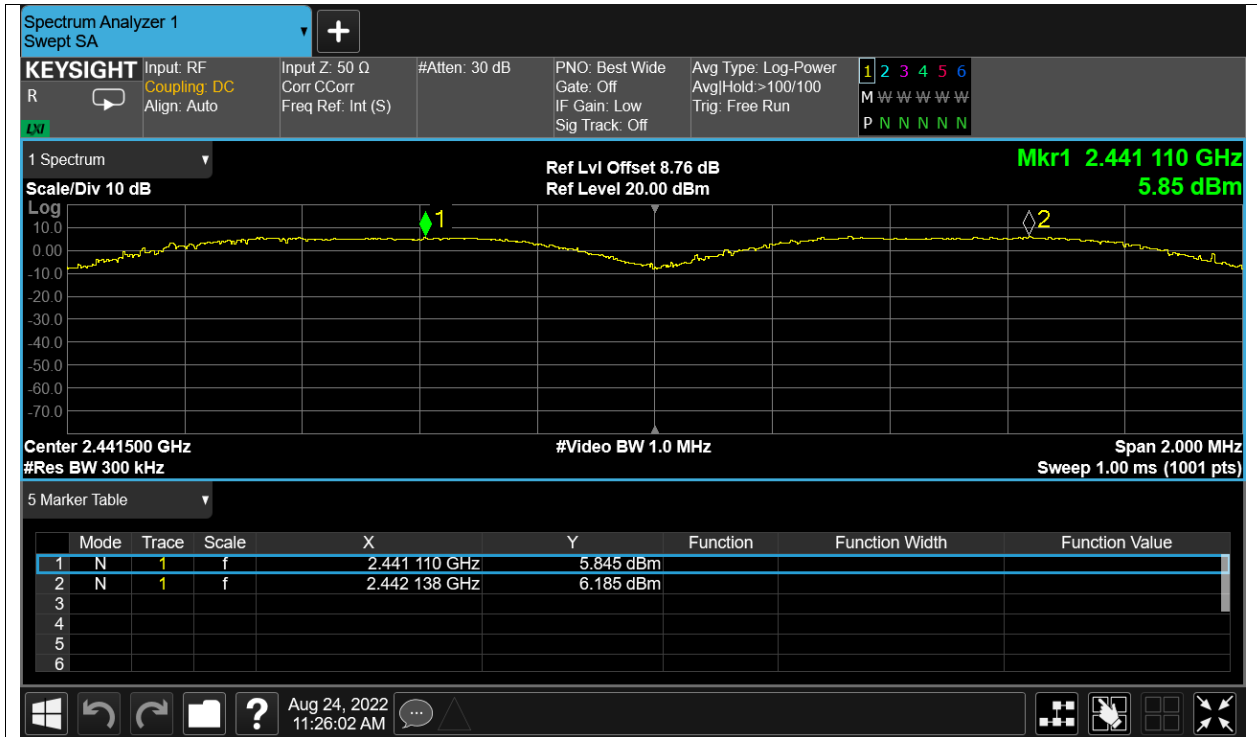 Spectrum Analyzer 1
Swept SA
+
KEYSIGHT Input: RF Input Z: 50 Ω #Atten: 30 dB PNO: Best Wide Avg Type: Log-Power 1 2 3 4 5 6
R Coupling: DC Corr CCorr Gate: Off Avg|Hold:>100/100 M W W W W W
Align: Auto Freq Ref: Int (S) IF Gain: Low Trig: Free Run
LXI Sig Track: Off P N N N N N
1 Spectrum Ref Lvl Offset 8.76 dB Mkr1 2.441 110 GHz
Scale/Div 10 dB Ref Level 20.00 dBm 5.85 dBm
Log
1 2
10.0
0.00
-10.0
-20.0
-30.0
-40.0
-50.0
-60.0
-70.0
Center 2.441500 GHz #Video BW 1.0 MHz Span 2.000 MHz
#Res BW 300 kHz Sweep 1.00 ms (1001 pts)
5 Marker Table
Mode Trace Scale X Y Function Function Width Function Value
1 N 1 f 2.441 110 GHz 5.845 dBm
2 N 1 f 2.442 138 GHz 6.185 dBm
3
4
5
6
? Aug 24, 2022
11:26:02 AM